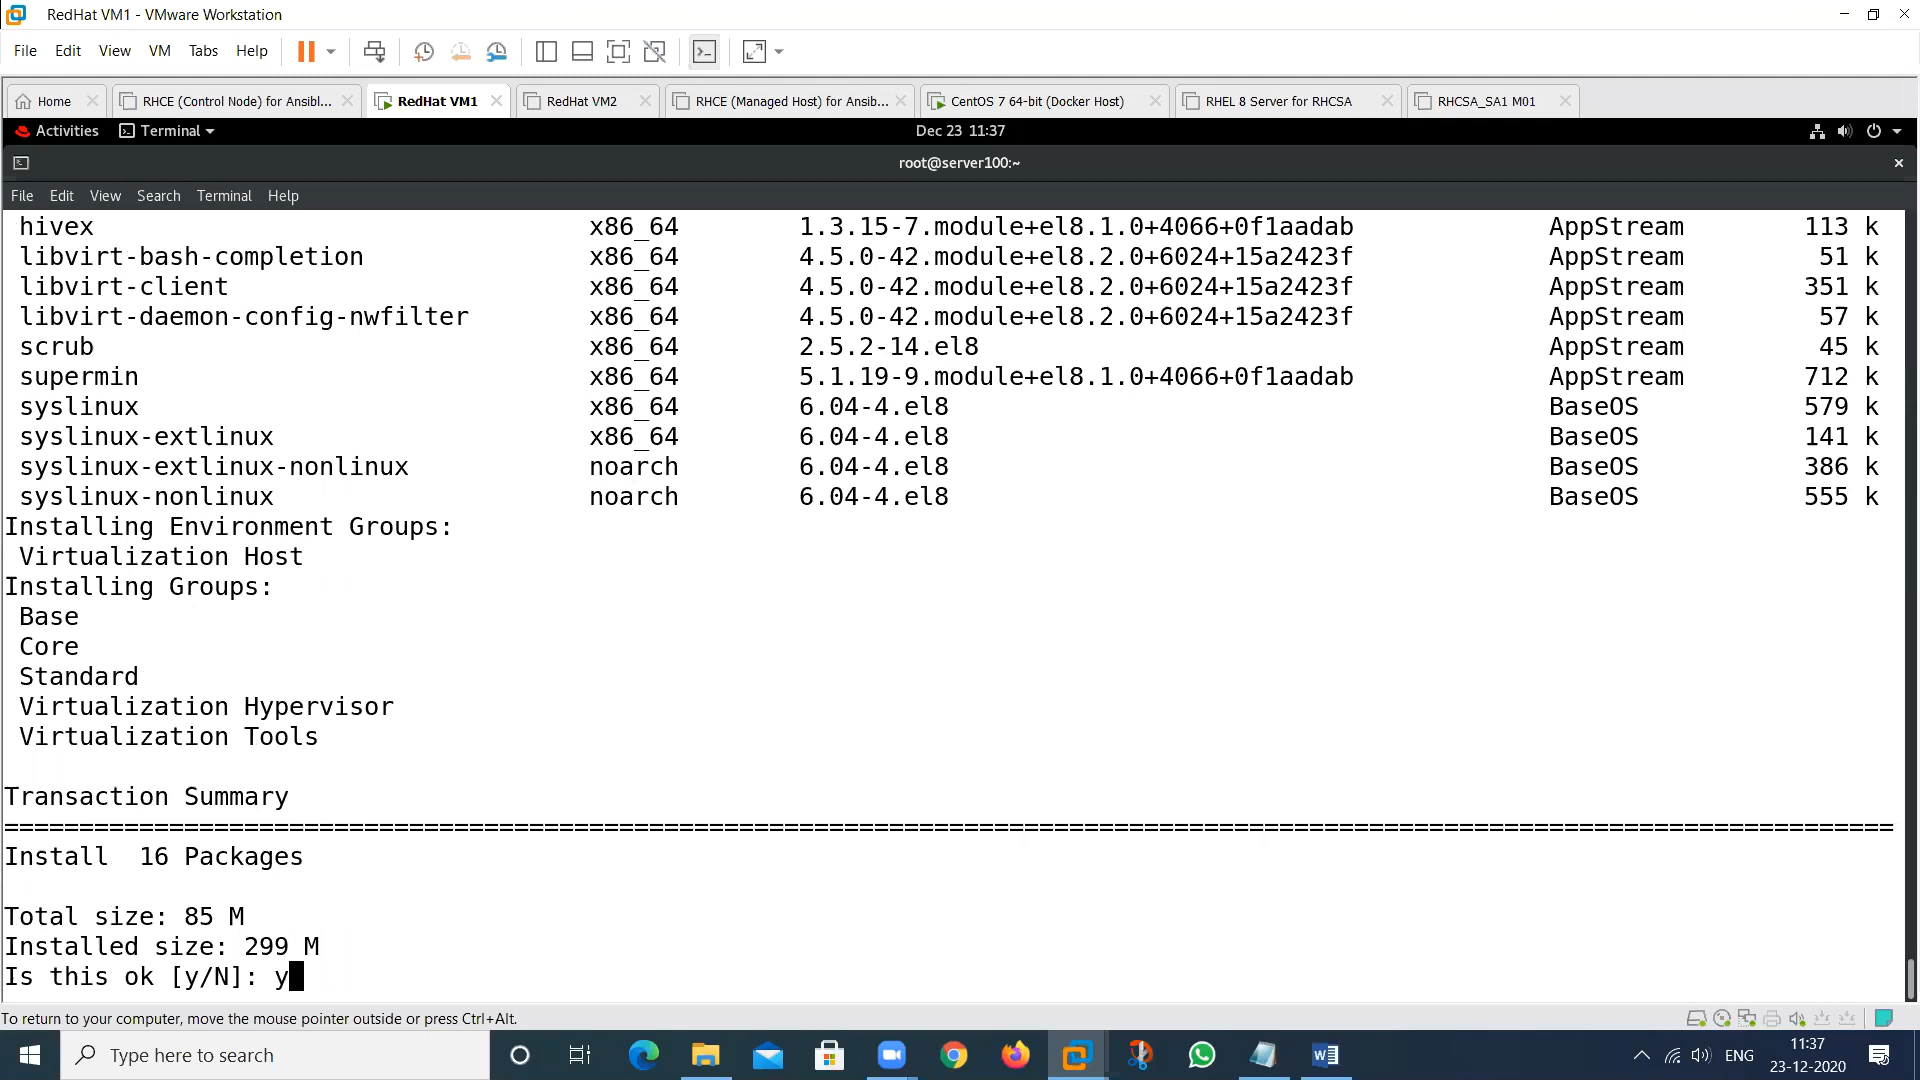 RedHat VM1 - VMware Workstation
File Edit View VM Tabs Help
Home RHCE (Control Node) for Ansibl... RedHat VM1 RedHat VM2 RHCE (Managed Host) for Ansib... CentOS 7 64-bit (Docker Host) RHEL 8 Server for RHCSA RHCSA_SA1 M01
Activities Terminal Dec 23 11:37
root@server100:~
File Edit View Search Terminal Help
hivex x86_64 1.3.15-7.module+el8.1.0+4066+0f1aadab AppStream 113 k
libvirt-bash-completion x86_64 4.5.0-42.module+el8.2.0+6024+15a2423f AppStream 51 k
libvirt-client x86_64 4.5.0-42.module+el8.2.0+6024+15a2423f AppStream 351 k
libvirt-daemon-config-nwfilter x86_64 4.5.0-42.module+el8.2.0+6024+15a2423f AppStream 57 k
scrub x86_64 2.5.2-14.el8 AppStream 45 k
supermin x86_64 5.1.19-9.module+el8.1.0+4066+0f1aadab AppStream 712 k
syslinux x86_64 6.04-4.el8 BaseOS 579 k
syslinux-extlinux x86_64 6.04-4.el8 BaseOS 141 k
syslinux-extlinux-nonlinux noarch 6.04-4.el8 BaseOS 386 k
syslinux-nonlinux noarch 6.04-4.el8 BaseOS 555 k
Installing Environment Groups:
Virtualization Host
Installing Groups:
Base
Core
Standard
Virtualization Hypervisor
Virtualization Tools
Transaction Summary
==============================================================================================================================
Install 16 Packages
Total size: 85 M
Installed size: 299 M
Is this ok [y/N]: y
To return to your computer, move the mouse pointer outside or press Ctrl+Alt.
Type here to search
ENG
11:37
23-12-2020